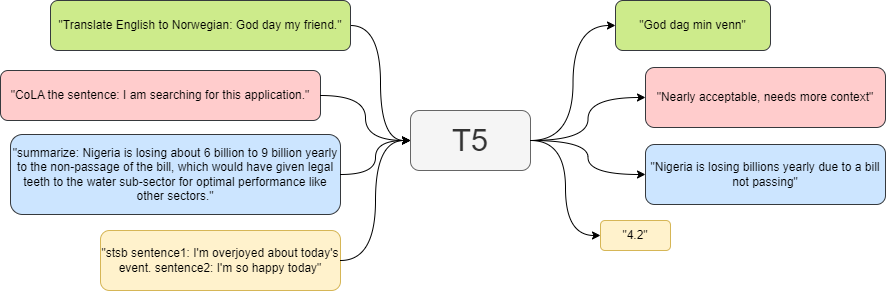 "Translate English to Norwegian: God day my friend."
"CoLA the sentence: I am searching for this application."
"summarize: Nigeria is losing about 6 billion to 9 billion yearly
to the non-passage of the bill, which would have given legal
teeth to the water sub-sector for optimal performance like
other sectors."
"stsb sentence1: I'm overjoyed about today's
event. sentence2: I'm so happy today"
T5
"God dag min venn"
"Nearly acceptable, needs more context"
"Nigeria is losing billions yearly due to a bill
not passing"
"4.2"